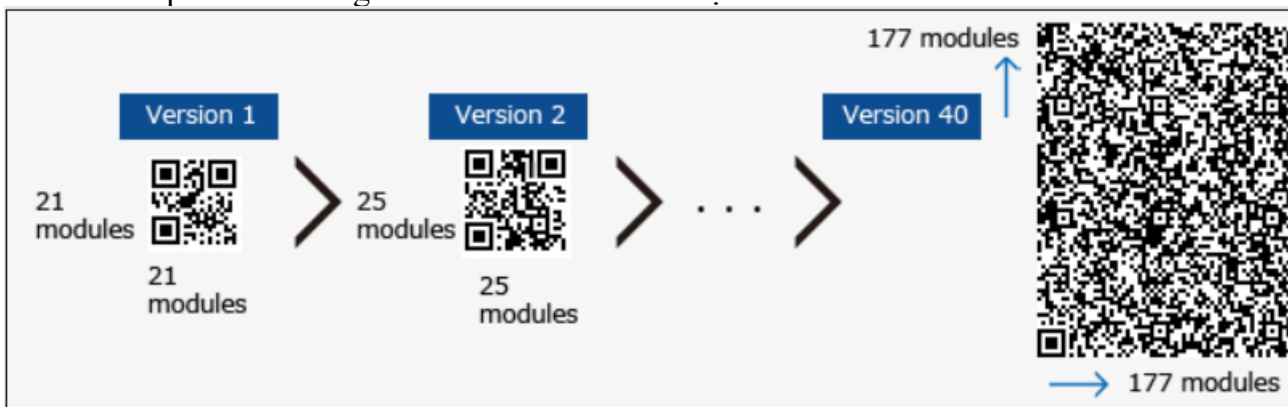 177 modules
Version 1
Version 2
Version 40
21
modules
25
modules
. . .
21
modules
25
modules
177 modules